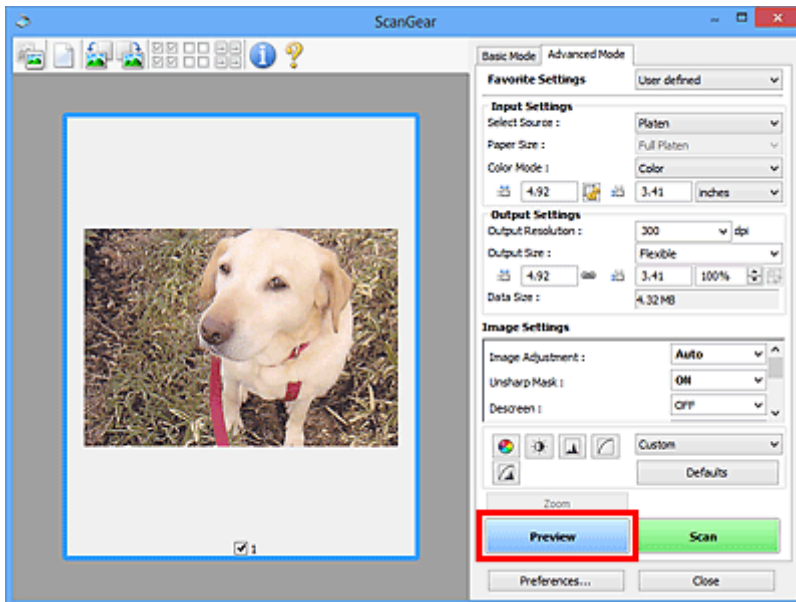 ScanGear
Basic Mode Advanced Mode
Favorite Settings User defined
Input Settings
Select Source : Platen
Paper Size : Full Platen
Color Mode : Color
4.92 3.41 inches
Output Settings
Output Resolution : 300 dpi
Output Size : Flexible
4.92 3.41 100%
Data Size : 4.32 MB
Image Settings
Image Adjustment : Auto
Unsharp Mask : ON
Descreen : OFF
Custom
Defaults
Zoom
Preview Scan
1
Preferences... Close